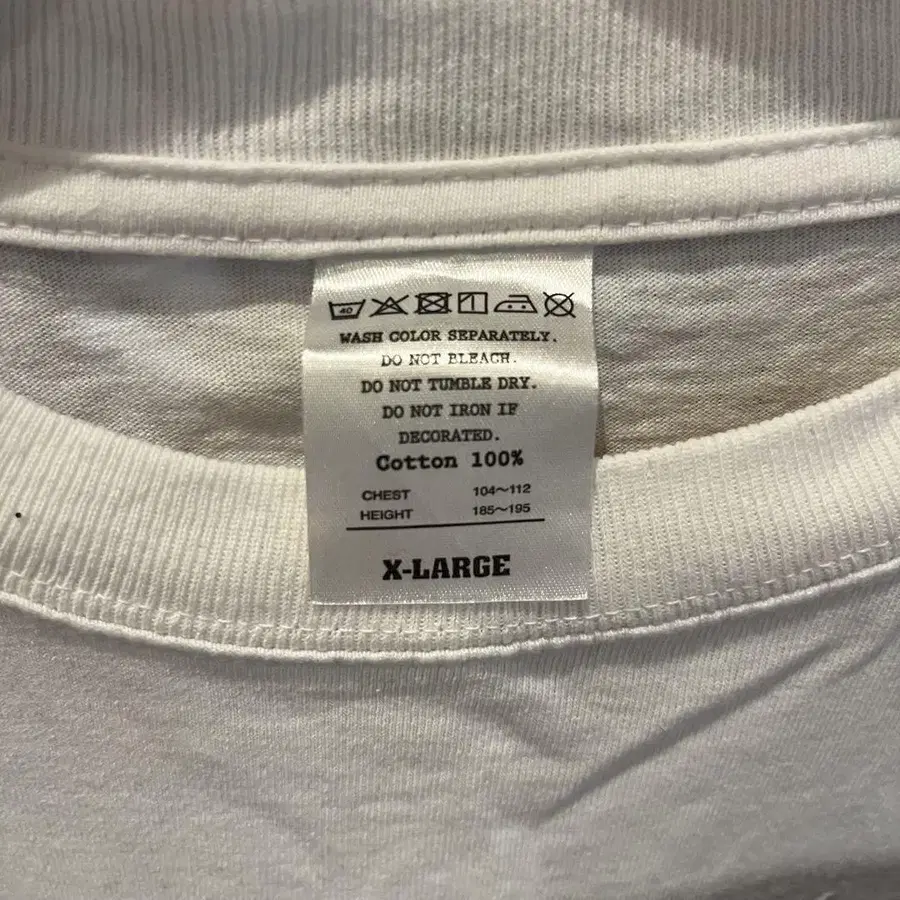 40
WASH COLOR SEPARATELY.
DO NOT BLEACH.
DO NOT TUMBLE DRY.
DO NOT IRON IF
DECORATED.
Cotton 100%
CHEST 104~112
HEIGHT 185~195
X-LARGE